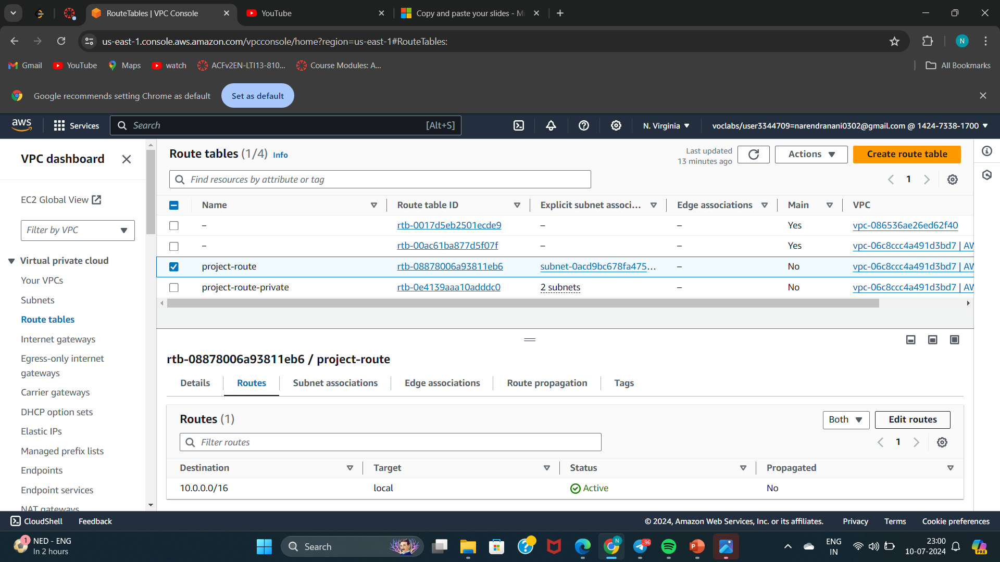 RouteTables | VPC Console
YouTube
Copy and paste your slides - Mi
us-east-1.console.aws.amazon.com/vpcconsole/home?region=us-east-1#RouteTables:
N
Gmail
YouTube
Maps
watch
ACFv2EN-LTI13-810...
Course Modules: A...
All Bookmarks
Google recommends setting Chrome as default
Set as default
aws
Services
Search
[Alt+S]
N. Virginia
voclabs/user3344709=narendranani0302@gmail.com @ 1424-7338-1700
VPC dashboard
EC2 Global View
Filter by VPC
Virtual private cloud
Your VPCs
Subnets
Route tables
Internet gateways
Egress-only internet
gateways
Carrier gateways
DHCP option sets
Elastic IPs
Managed prefix lists
Endpoints
Endpoint services
NAT gateways
Route tables (1/4) Info
Last updated
13 minutes ago
Actions
Create route table
Find resources by attribute or tag
1
Name Route table ID Explicit subnet associ... Edge associations Main VPC
– rtb-0017d5eb2501ecde9 – – Yes vpc-086536ae26ed62f40
– rtb-00ac61ba877d5f07f – – Yes vpc-06c8ccc4a491d3bd7 | AW
project-route rtb-08878006a93811eb6 subnet-0acd9bc678fa475... – No vpc-06c8ccc4a491d3bd7 | AW
project-route-private rtb-0e4139aaa10adddc0 2 subnets – No vpc-06c8ccc4a491d3bd7 | AW
rtb-08878006a93811eb6 / project-route
Details Routes Subnet associations Edge associations Route propagation Tags
Routes (1)
Both
Edit routes
Filter routes
1
Destination Target Status Propagated
10.0.0.0/16 local Active No
CloudShell Feedback
© 2024, Amazon Web Services, Inc. or its affiliates. Privacy Terms Cookie preferences
1
NED - ENG
In 2 hours
Search
N
.96
P
ENG
IN
23:00
10-07-2024
PRE